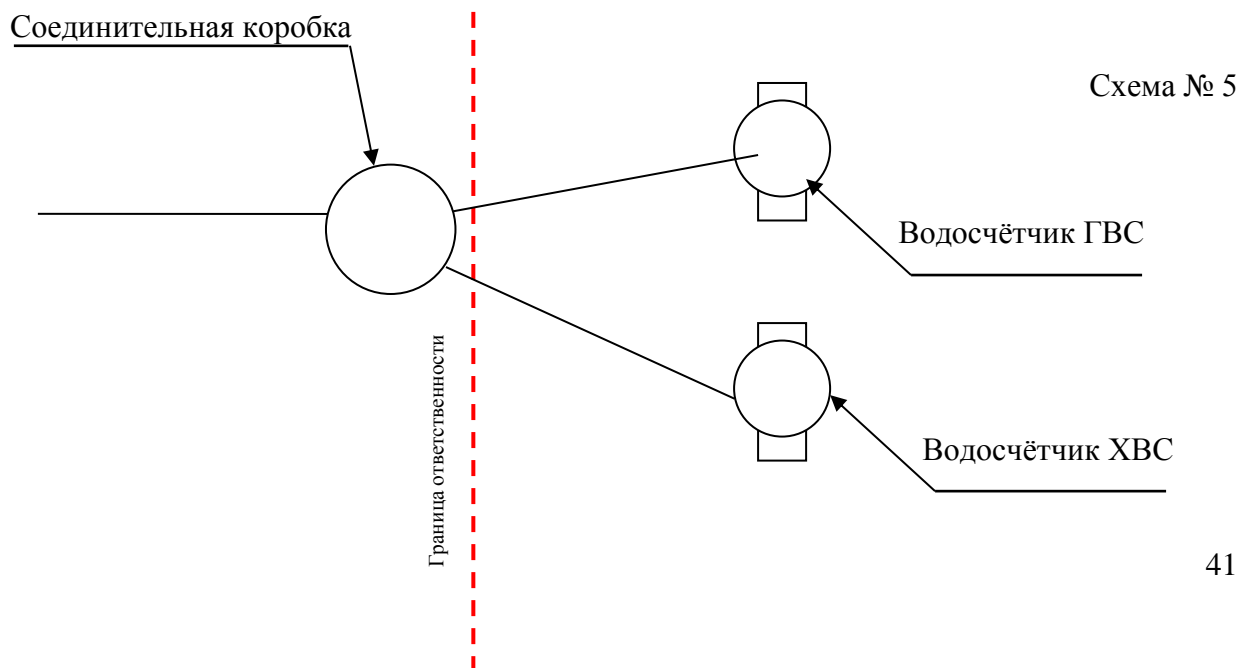 Соединительная коробка
Схема № 5
Водосчётчик ГВС
Граница ответственности
Водосчётчик ХВС
41